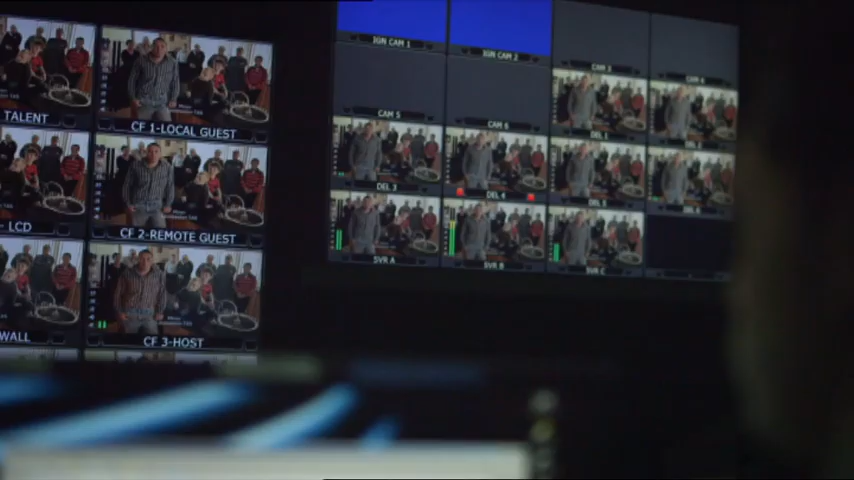 TALENT
CF 1-LOCAL GUEST
- LCD
CF 2-REMOTE GUEST
WALL
CF 3-HOST
IGN CAM 1
IGN CAM 2
CAM 3
CAM 4
CAM 5
CAM 6
DEL 1
DEL 3
DEL 4
DEL 5
DEL 6
SVR A
SVR B
SVR C